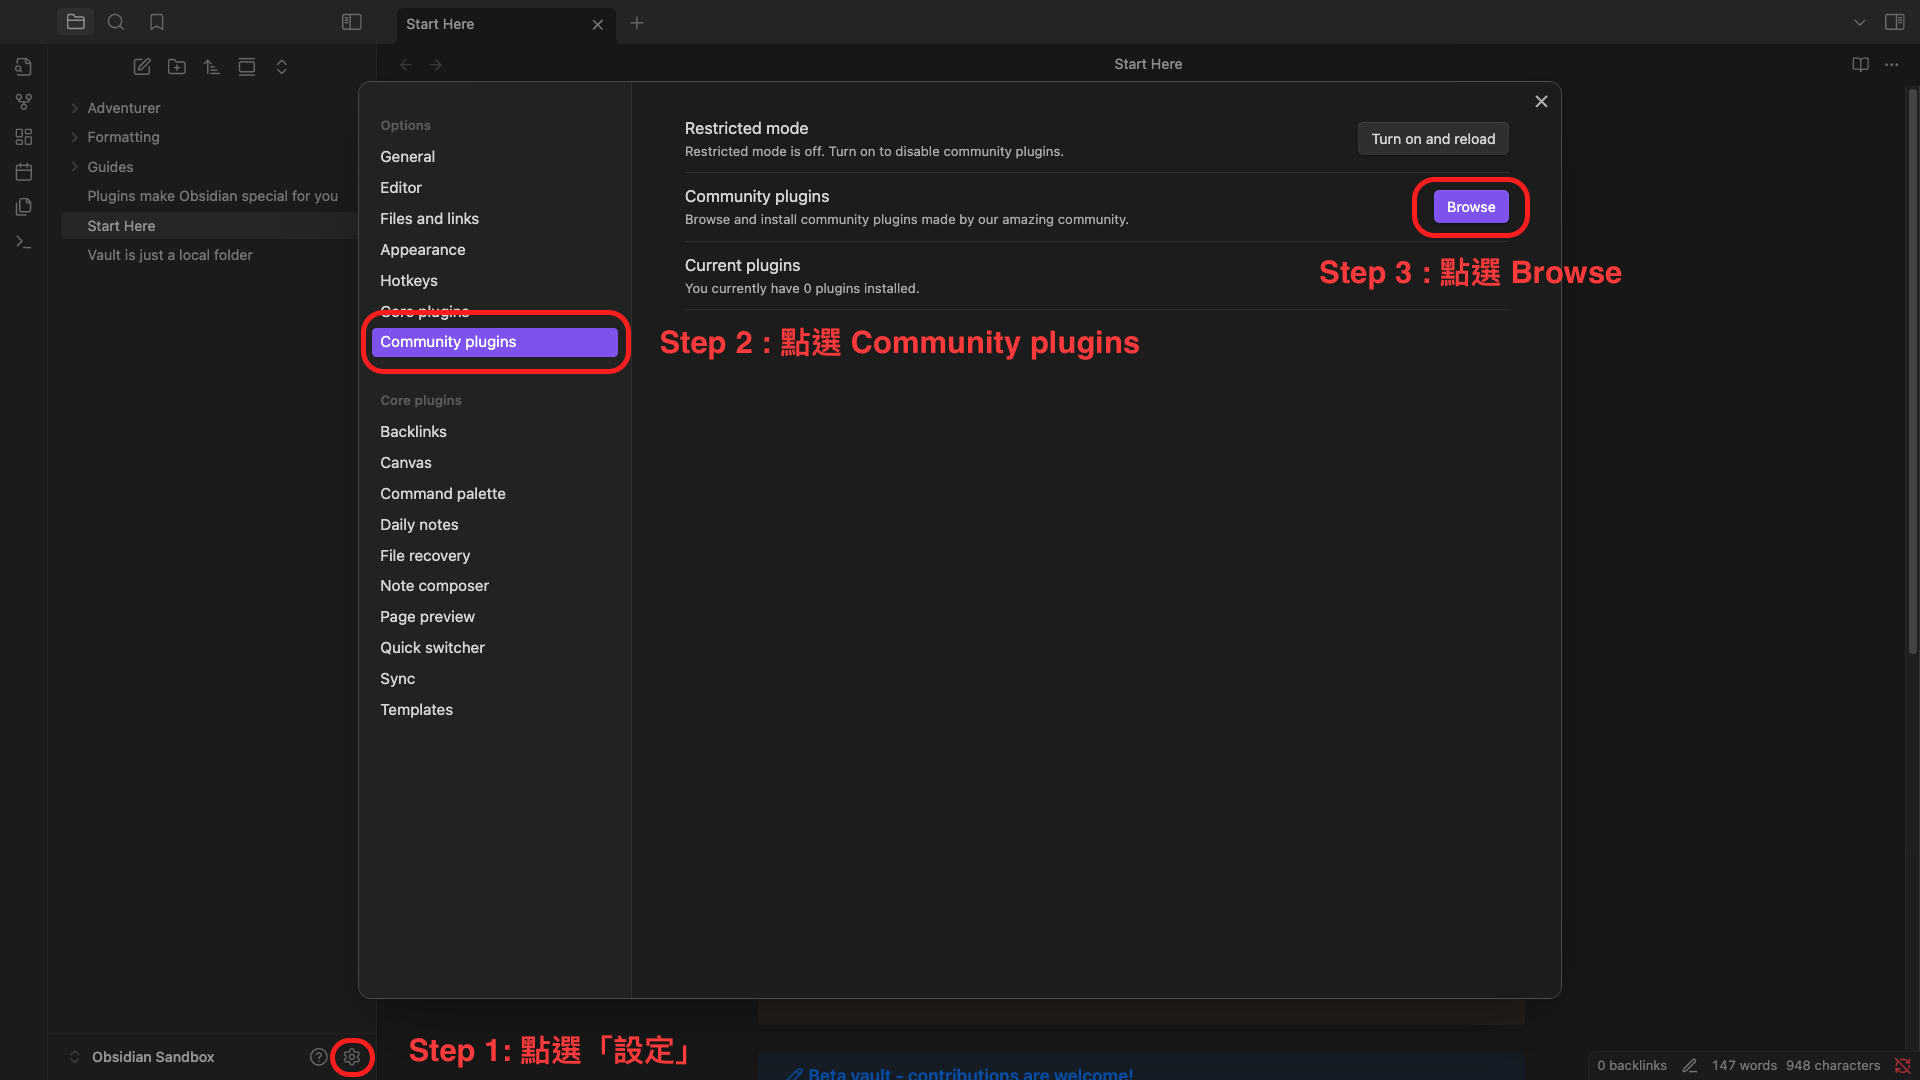 Start Here
Start Here
Adventurer
Formatting
Guides
Plugins make Obsidian special for you
Start Here
Vault is just a local folder
Options
General
Editor
Files and links
Appearance
Hotkeys
Core plugins
Community plugins
Core plugins
Backlinks
Canvas
Command palette
Daily notes
File recovery
Note composer
Page preview
Quick switcher
Sync
Templates
Restricted mode
Restricted mode is off. Turn on to disable community plugins.
Turn on and reload
Community plugins
Browse and install community plugins made by our amazing community.
Browse
Current plugins
You currently have 0 plugins installed.
Step 3 : 點選 Browse
Step 2 : 點選 Community plugins
Obsidian Sandbox
Step 1: 點選「設定」
Beta vault - contributions are welcome!
0 backlinks
147 words
948 characters